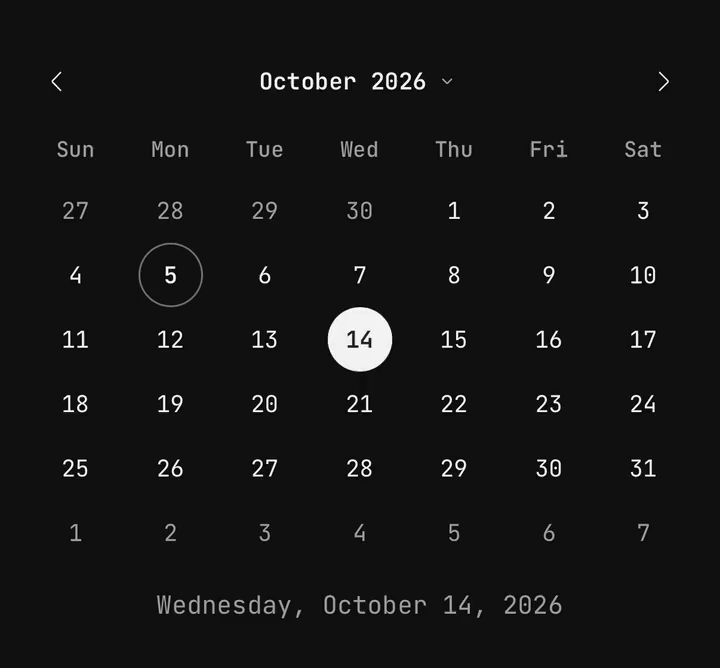 October 2026
Sun Mon Tue Wed Thu Fri Sat
27 28 29 30 1 2 3
4 5 6 7 8 9 10
11 12 13 14 15 16 17
18 19 20 21 22 23 24
25 26 27 28 29 30 31
1 2 3 4 5 6 7
Wednesday, October 14, 2026